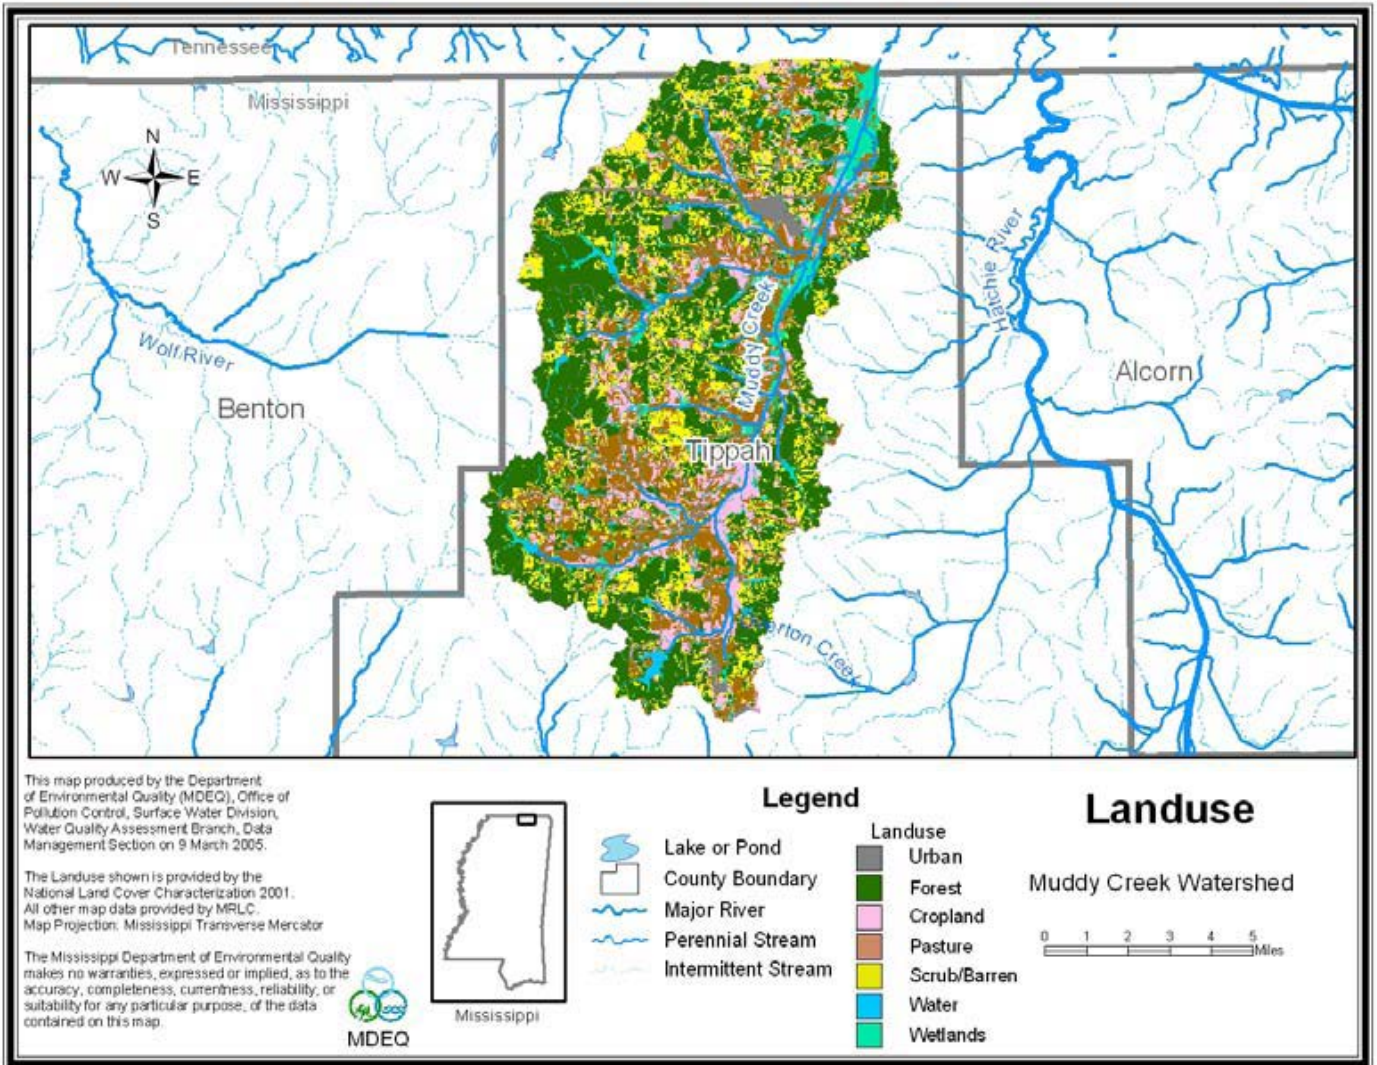 Tennessee
Mississippi
N
W
E
S
Hatchie River
Muddy Creek
Wolf River
Alcorn
Benton
Tippah
Creek
This map produced by the Department
of Environmental Quality (MDEQ), Office of
Pollution Control, Surface Water Division,
Water Quality Assessment Branch, Data
Management Section on 9 March 2005.
The Landuse shown is provided by the
National Land Cover Characterization 2001.
All other map data provided by MRLC.
Map Projection: Mississippi Transverse Mercator
The Mississippi Department of Environmental Quality
makes no warranties, expressed or implied, as to the
accuracy, completeness, currentness, reliability, or
suitability for any particular purpose, of the data
contained on this map.
MDEQ
Mississippi
Legend
Lake or Pond
County Boundary
Major River
Perennial Stream
Intermittent Stream
Landuse
Urban
Forest
Cropland
Pasture
Scrub/Barren
Water
Wetlands
Landuse
Muddy Creek Watershed
0 1 2 3 4 5
Miles